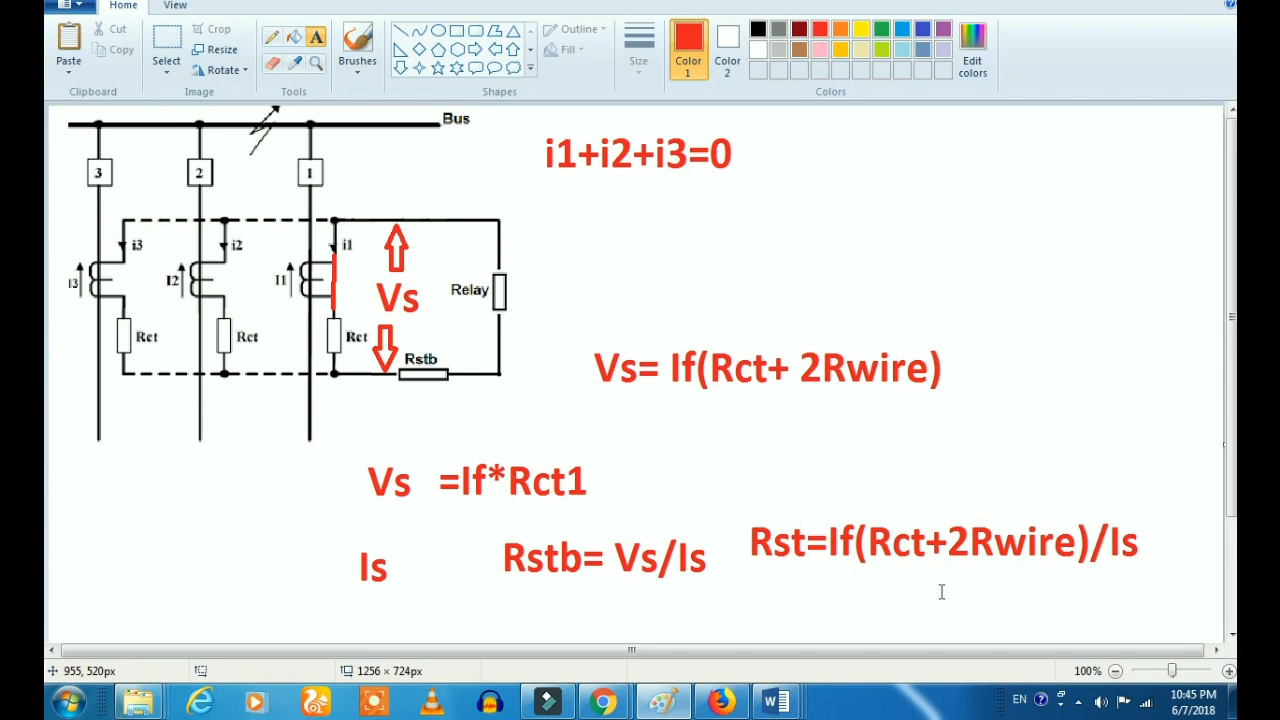 Home View
Cut
Copy
Paste
Clipboard
Crop
Resize
Rotate
Select
Image
A
Tools
Brushes
Outline
Fill
Shapes
Size
Color 1
Color 2
Edit colors
Colors
Bus
3 2 1
i1+i2+i3=0
i3 i2 i1
I3 I2 I1
Vs
Relay
Rct Rct Rct
Rstb
Vs= If(Rct+ 2Rwire)
Vs =If*Rct1
Rstb= Vs/Is
Rst=If(Rct+2Rwire)/Is
Is
955, 520px
1256 × 724px
100%
EN
10:45 PM
6/7/2018